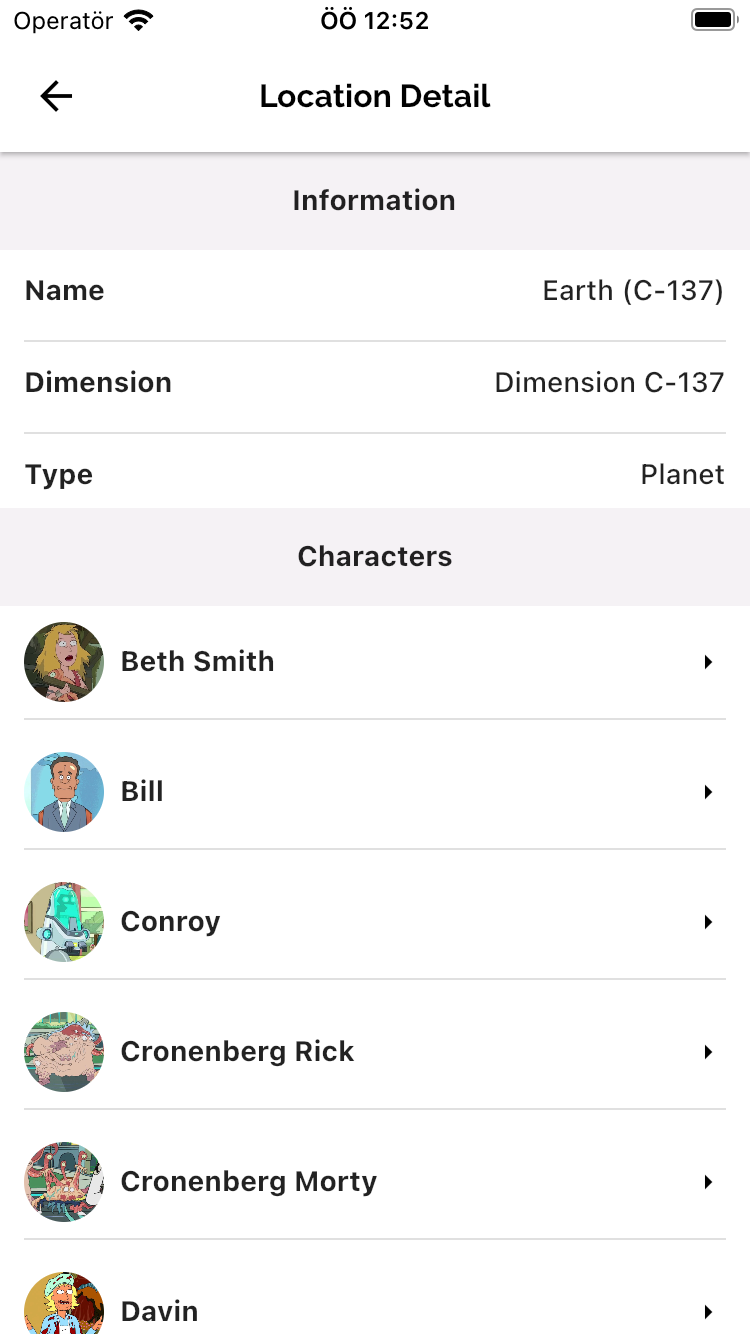 Operatör ÖÖ 12:52
Location Detail
Information
Name Earth (C-137)
Dimension Dimension C-137
Type Planet
Characters
Beth Smith
Bill
Conroy
Cronenberg Rick
Cronenberg Morty
Davin